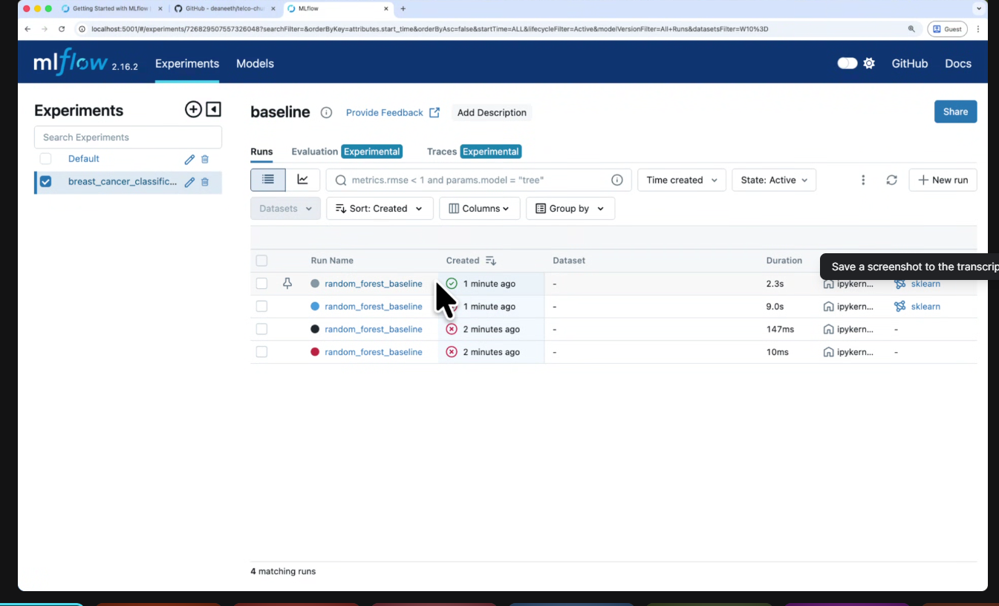 Getting Started with MLflow
GitHub - deaneeth/telco-chu
MLflow
localhost:5001/#/experiments/726829507557326048?searchFilter=&orderByKey=attributes.start_time&orderByAsc=false&startTime=ALL&lifecycleFilter=Active&modelVersionFilter=All+Runs&datasetsFilter=W10%3D
Guest
mlflow 2.16.2 Experiments Models GitHub Docs
Experiments
Search Experiments
Default
breast_cancer_classific...
baseline Provide Feedback Add Description Share
Runs Evaluation Experimental Traces Experimental
metrics.rmse < 1 and params.model = "tree" Time created State: Active New run
Datasets Sort: Created Columns Group by
Run Name Created Dataset Duration
Save a screenshot to the transcrip
random_forest_baseline 1 minute ago - 2.3s ipykern... sklearn
random_forest_baseline 1 minute ago - 9.0s ipykern... sklearn
random_forest_baseline 2 minutes ago - 147ms ipykern... -
random_forest_baseline 2 minutes ago - 10ms ipykern... -
4 matching runs